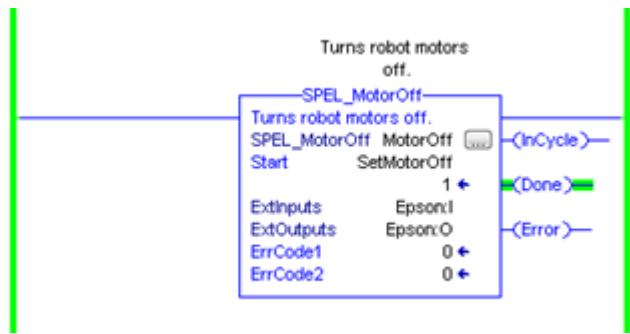 Turns robot motors
off.
SPEL_MotorOff
Turns robot motors off.
SPEL_MotorOff MotorOff ... (InCycle)
Start SetMotorOff
1 (Done)
ExtInputs Epson:I
ExtOutputs Epson:O (Error)
ErrCode1 0
ErrCode2 0